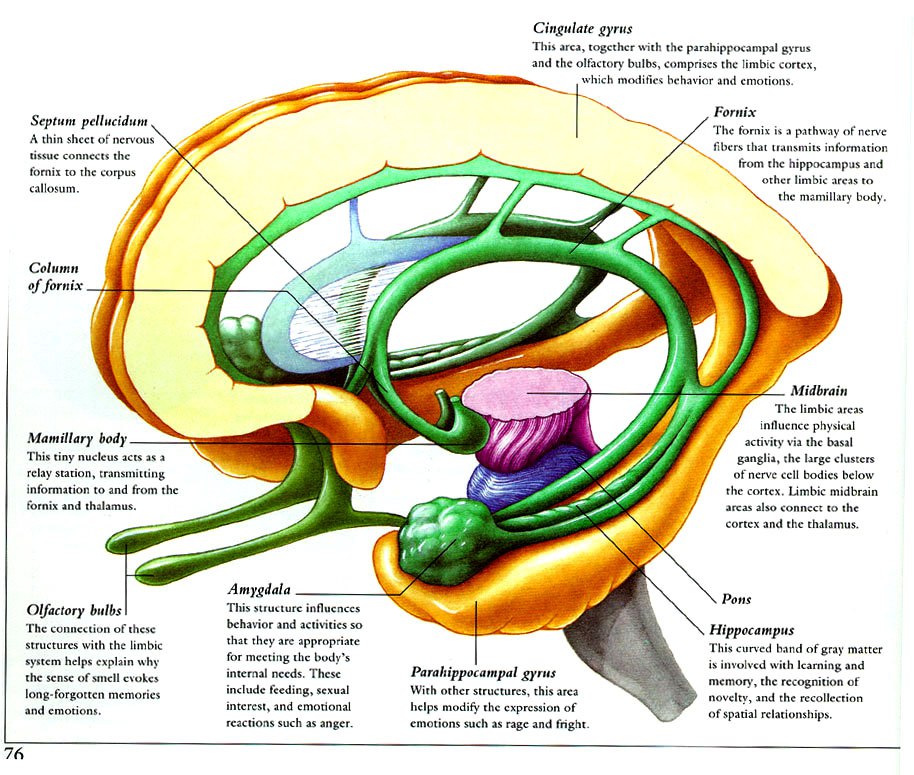 Cingulate gyrus
This area, together with the parahippocampal gyrus
and the olfactory bulbs, comprises the limbic cortex,
which modifies behavior and emotions.
Septum pellucidum
A thin sheet of nervous
tissue connects the
fornix to the corpus
callosum.
Fornix
The fornix is a pathway of nerve
fibers that transmits information
from the hippocampus and
other limbic areas to
the mamillary body.
Column
of fornix
Midbrain
The limbic areas
influence physical
activity via the basal
ganglia, the large clusters
of nerve cell bodies below
the cortex. Limbic midbrain
areas also connect to the
cortex and the thalamus.
Mamillary body
This tiny nucleus acts as a
relay station, transmitting
information to and from the
fornix and thalamus.
Olfactory bulbs
The connection of these
structures with the limbic
system helps explain why
the sense of smell evokes
long-forgotten memories
and emotions.
Amygdala
This structure influences
behavior and activities so
that they are appropriate
for meeting the body's
internal needs. These
include feeding, sexual
interest, and emotional
reactions such as anger.
Parahippocampal gyrus
With other structures, this area
helps modify the expression of
emotions such as rage and fright.
Pons
Hippocampus
This curved band of gray matter
is involved with learning and
memory, the recognition of
novelty, and the recollection
of spatial relationships.
76